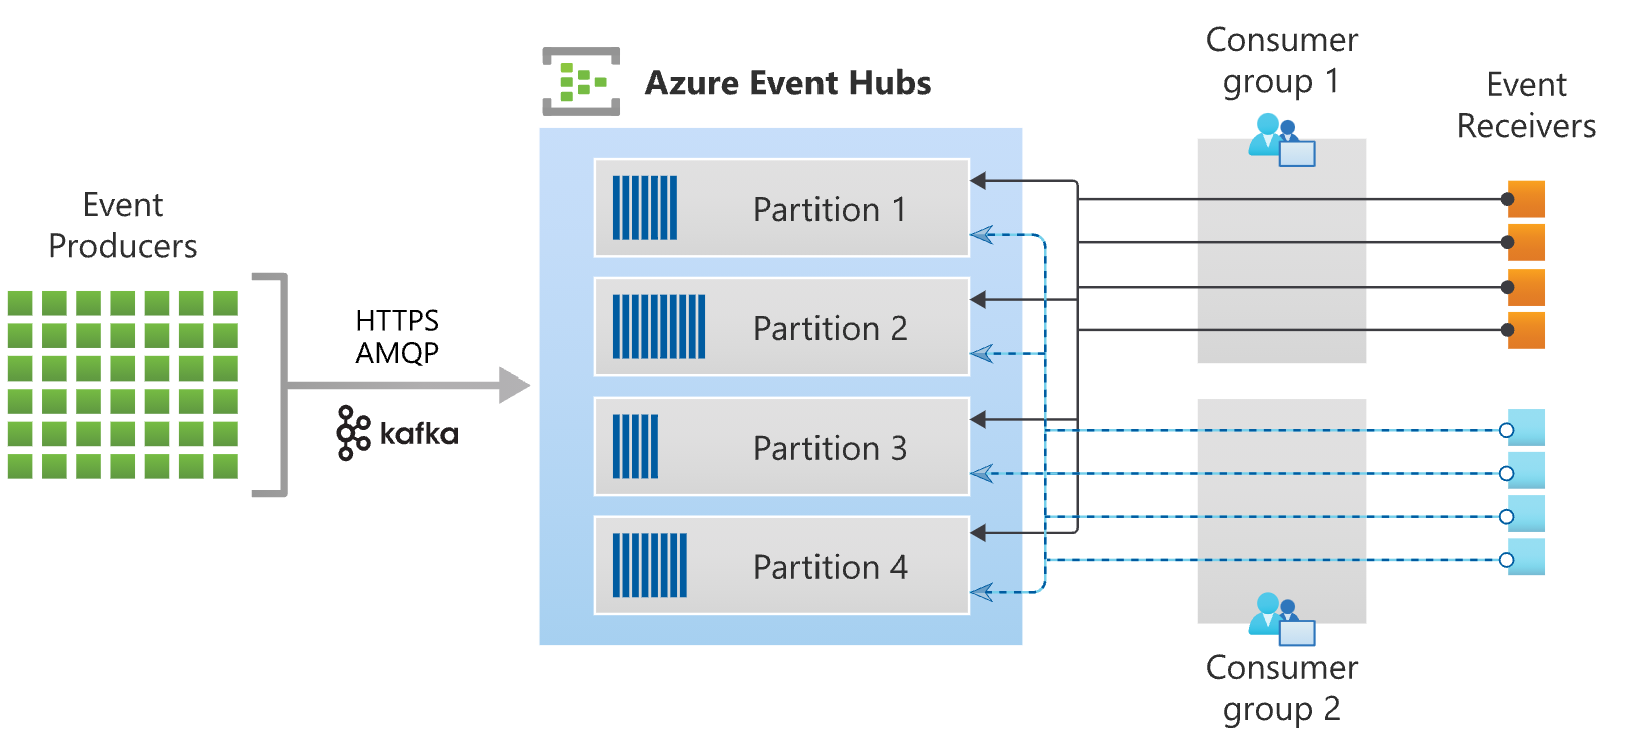 Event
Producers
HTTPS
AMQP
kafka
Azure Event Hubs
Partition 1
Partition 2
Partition 3
Partition 4
Consumer
group 1
Consumer
group 2
Event
Receivers